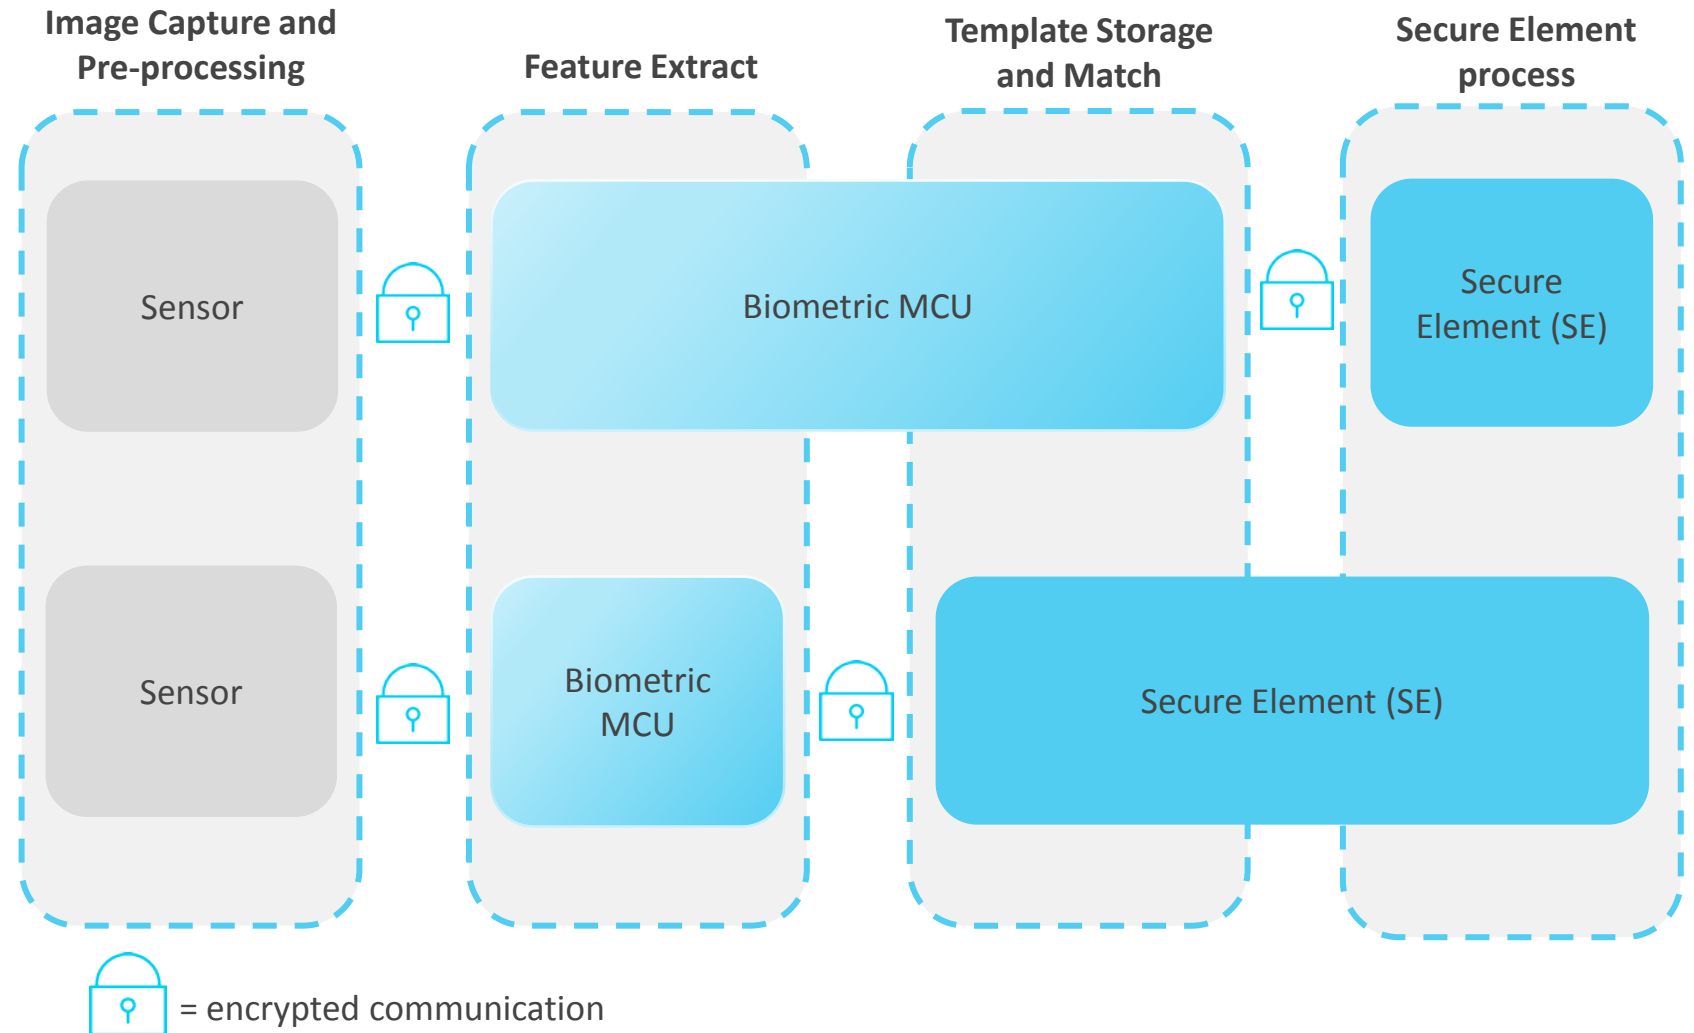 Image Capture and
Pre-processing
Feature Extract
Template Storage
and Match
Secure Element
process
Sensor
Biometric MCU
Secure
Element (SE)
Sensor
Biometric
MCU
Secure Element (SE)
= encrypted communication